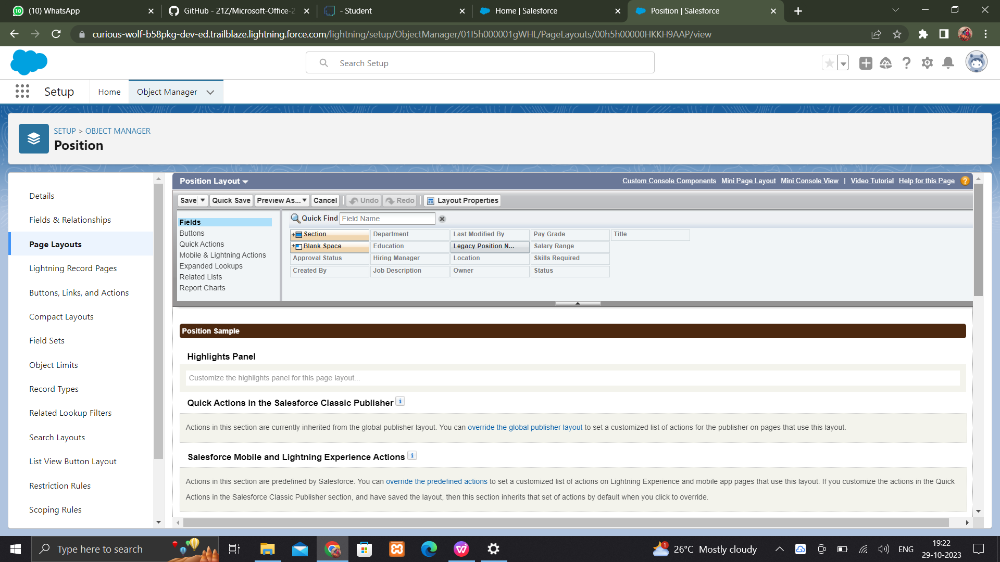 (10) WhatsApp
GitHub - 21Z/Microsoft-Office-2
- Student
Home | Salesforce
Position | Salesforce
curious-wolf-b58pkg-dev-ed.trailblaze.lightning.force.com/lightning/setup/ObjectManager/01I5h000001gWHL/PageLayouts/00h5h00000HKKH9AAP/view
Search Setup
Setup
Home
Object Manager
SETUP > OBJECT MANAGER
Position
Details
Fields & Relationships
Page Layouts
Lightning Record Pages
Buttons, Links, and Actions
Compact Layouts
Field Sets
Object Limits
Record Types
Related Lookup Filters
Search Layouts
List View Button Layout
Restriction Rules
Scoping Rules
Position Layout
Custom Console Components Mini Page Layout Mini Console View | Video Tutorial Help for this Page
Save Quick Save Preview As... Cancel Undo Redo Layout Properties
Fields
Buttons
Quick Actions
Mobile & Lightning Actions
Expanded Lookups
Related Lists
Report Charts
Quick Find Field Name
Section Department Last Modified By Pay Grade Title
Blank Space Education Legacy Position N... Salary Range
Approval Status Hiring Manager Location Skills Required
Created By Job Description Owner Status
Position Sample
Highlights Panel
Customize the highlights panel for this page layout...
Quick Actions in the Salesforce Classic Publisher
Actions in this section are currently inherited from the global publisher layout. You can override the global publisher layout to set a customized list of actions for the publisher on pages that use this layout.
Salesforce Mobile and Lightning Experience Actions
Actions in this section are predefined by Salesforce. You can override the predefined actions to set a customized list of actions on Lightning Experience and mobile app pages that use this layout. If you customize the actions in the Quick
Actions in the Salesforce Classic Publisher section, and have saved the layout, then this section inherits that set of actions by default when you click to override.
Type here to search
1
26°C Mostly cloudy
ENG
19:22
29-10-2023